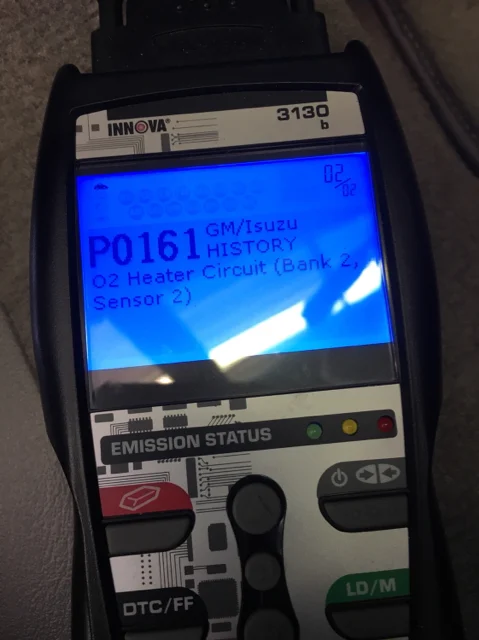 INNOVA®
3130
b
02/02
P0161 GM/Isuzu
HISTORY
O2 Heater Circuit (Bank 2,
Sensor 2)
EMISSION STATUS
DTC/FF
LD/M